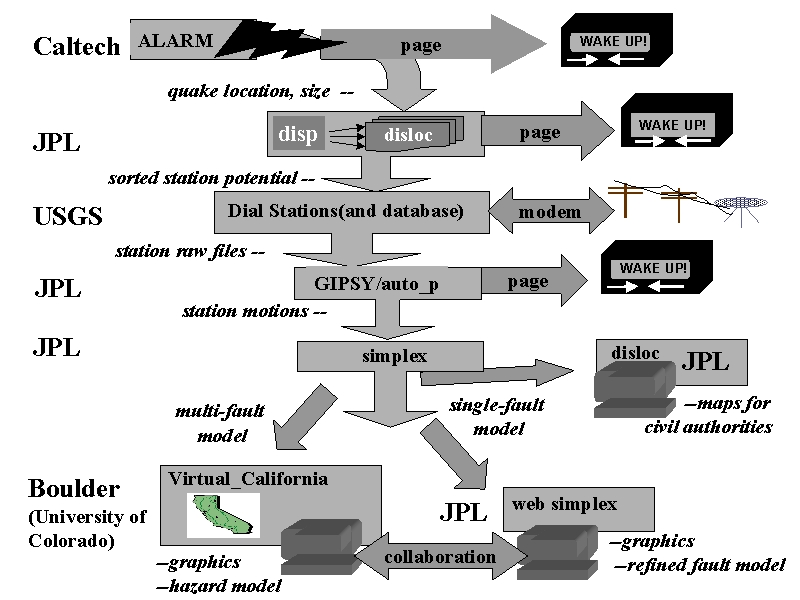 Caltech
ALARM
page
WAKE UP!
quake location, size --
JPL
disp
disloc
page
WAKE UP!
sorted station potential --
USGS
Dial Stations(and database)
modem
station raw files --
JPL
GIPSY/auto_p
page
WAKE UP!
station motions --
JPL
simplex
disloc
JPL
--maps for
civil authorities
multi-fault
model
single-fault
model
Boulder
(University of
Colorado)
Virtual_California
--graphics
--hazard model
collaboration
JPL
web simplex
--graphics
--refined fault model